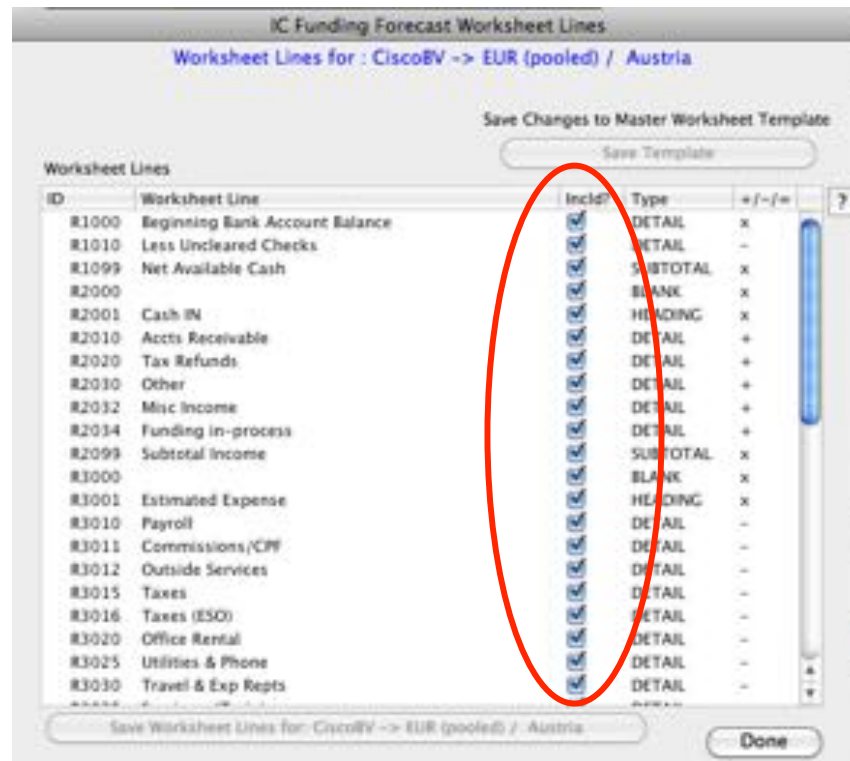 IC Funding Forecast Worksheet Lines
Worksheet Lines for : CiscoBV -> EUR (pooled) / Austria
Save Changes to Master Worksheet Template
Save Template
Worksheet Lines
ID Worksheet Line Incld? Type +/-/= ?
R1000 Beginning Bank Account Balance DETAIL x
R1010 Less Uncleared Checks DETAIL -
R1099 Net Available Cash SUBTOTAL x
R2000 BLANK x
R2001 Cash IN HEADING x
R2010 Accts Receivable DETAIL +
R2020 Tax Refunds DETAIL +
R2030 Other DETAIL +
R2032 Misc Income DETAIL +
R2034 Funding in-process DETAIL +
R2099 Subtotal Income SUBTOTAL x
R3000 BLANK x
R3001 Estimated Expense HEADING x
R3010 Payroll DETAIL -
R3011 Commissions/CPF DETAIL -
R3012 Outside Services DETAIL -
R3015 Taxes DETAIL -
R3016 Taxes (ESO) DETAIL -
R3020 Office Rental DETAIL -
R3025 Utilities & Phone DETAIL -
R3030 Travel & Exp Repts DETAIL -
Save Worksheet Lines for: CiscoBV -> EUR (pooled) / Austria
Done